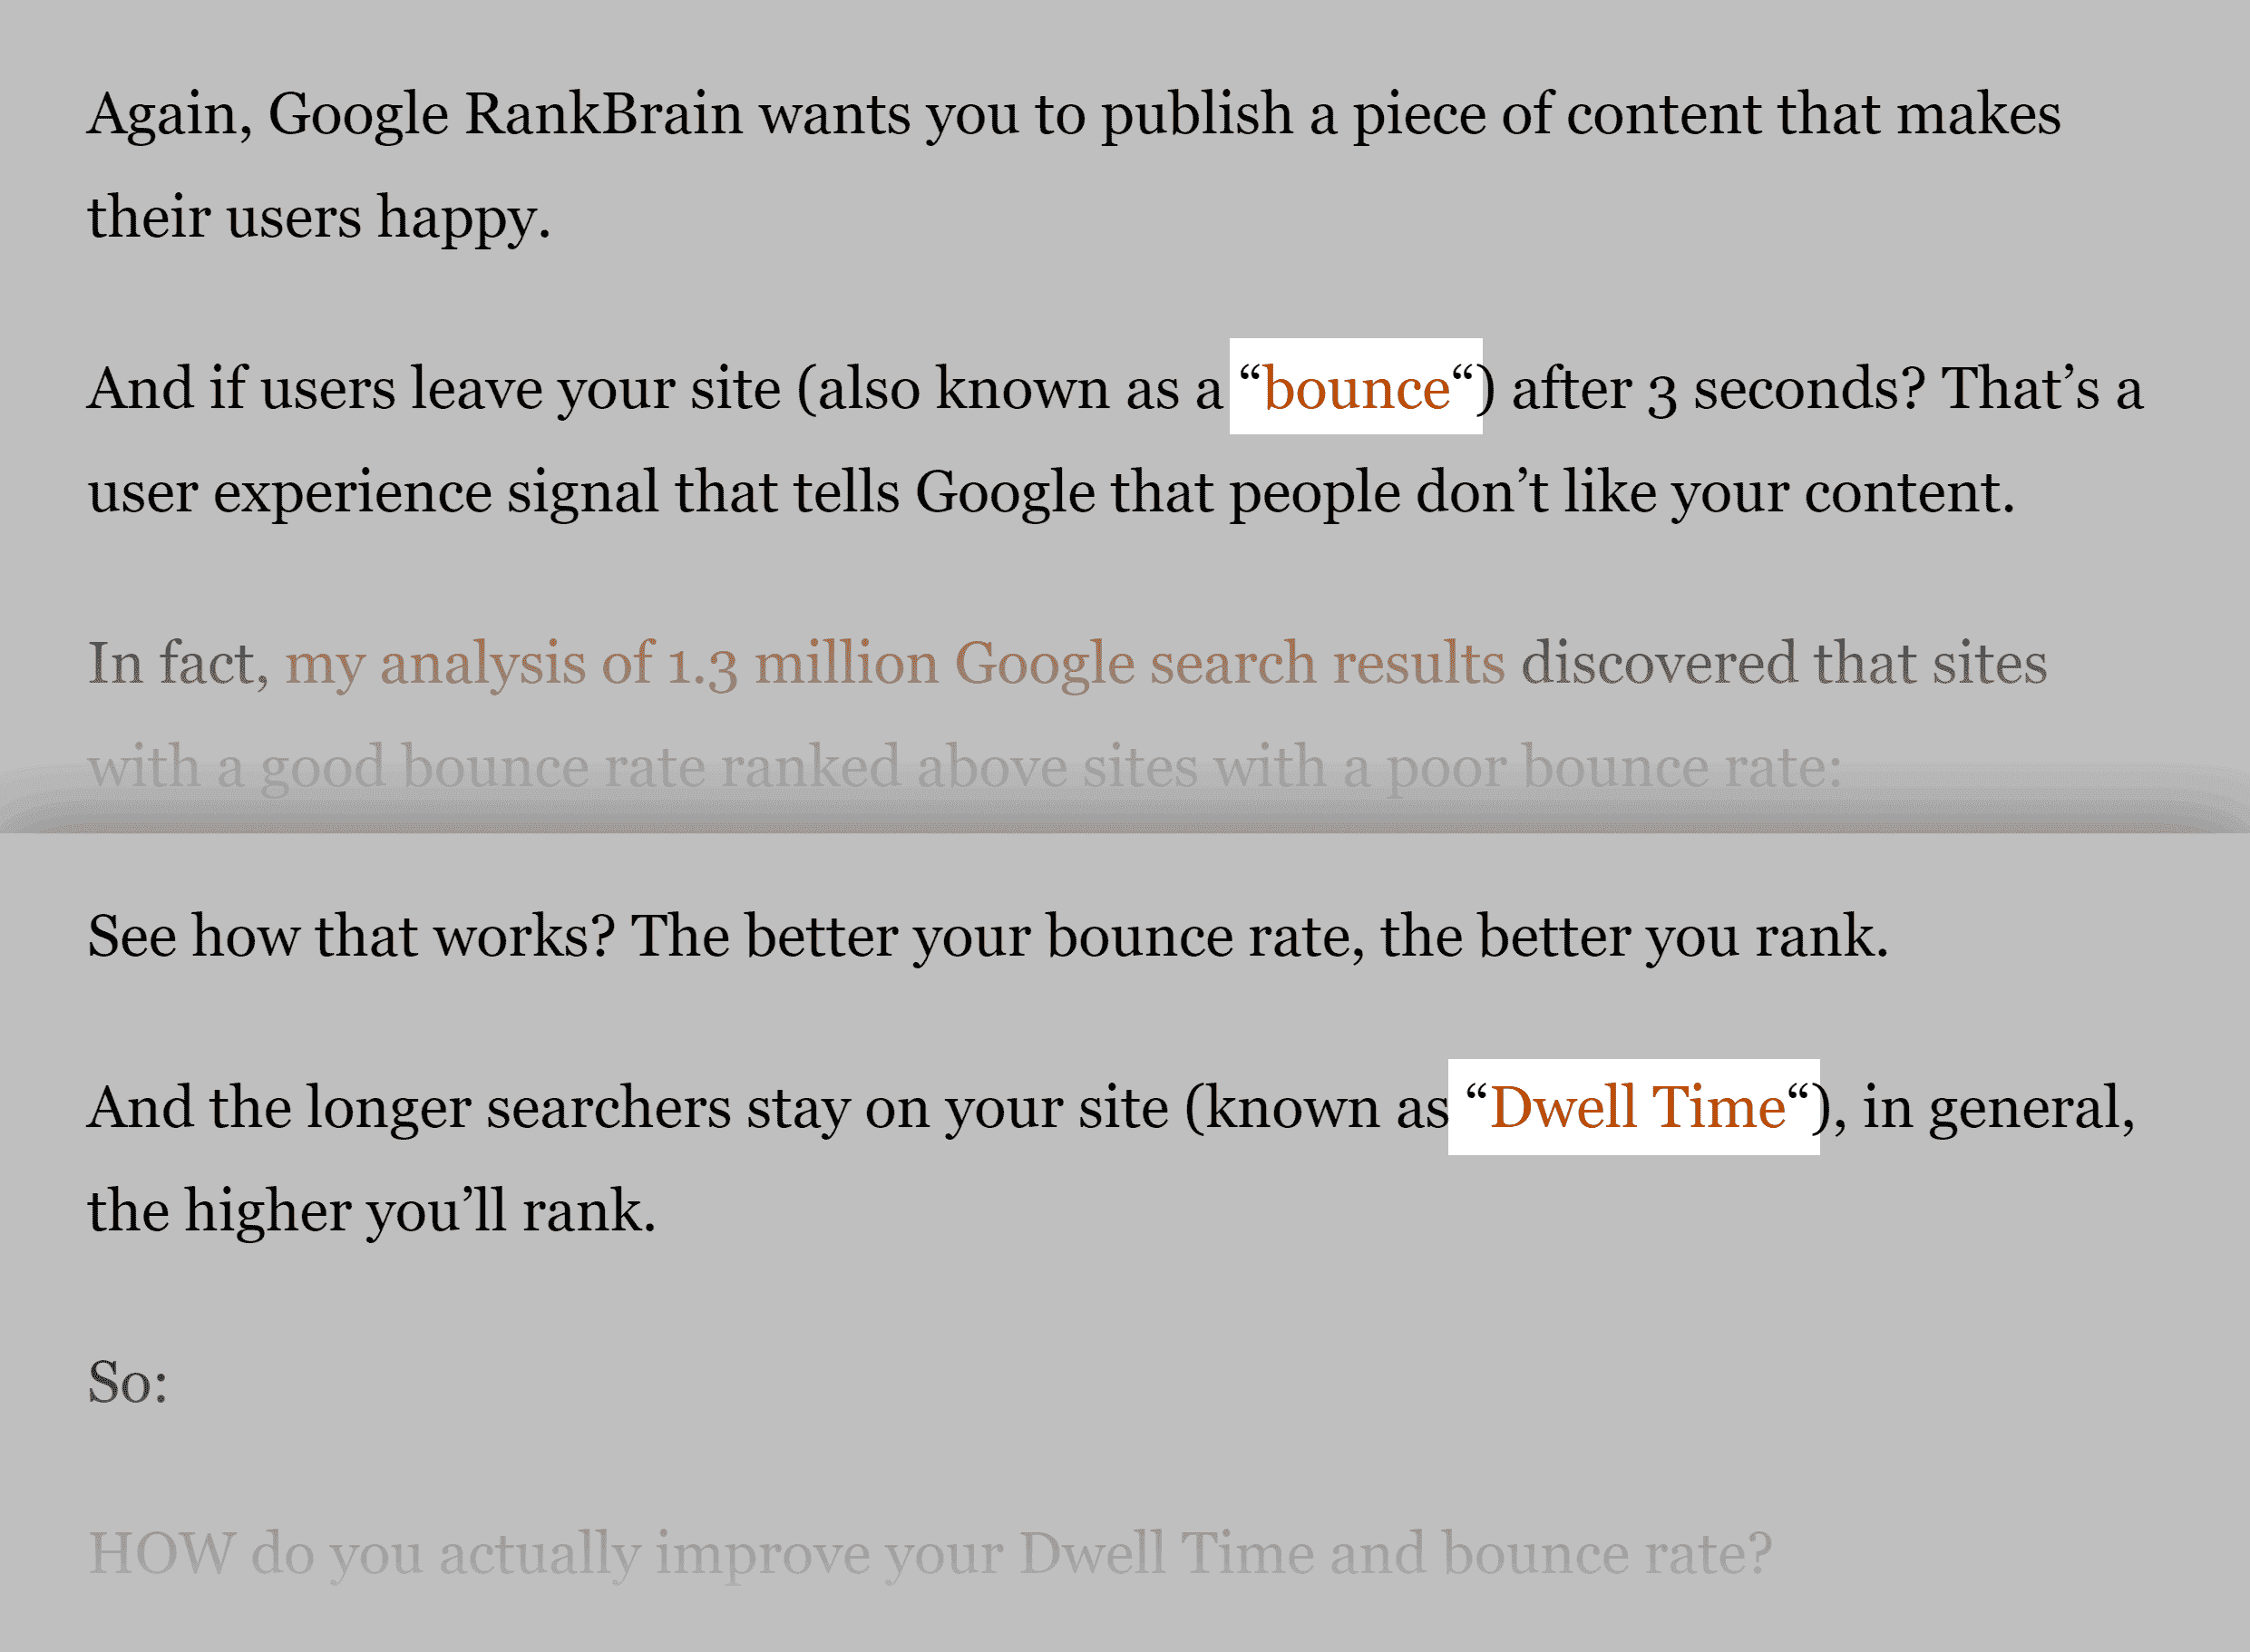 Again, Google RankBrain wants you to publish a piece of content that makes
their users happy.
And if users leave your site (also known as a “bounce“) after 3 seconds? That’s a
user experience signal that tells Google that people don’t like your content.
In fact, my analysis of 1.3 million Google search results discovered that sites
with a good bounce rate ranked above sites with a poor bounce rate:
See how that works? The better your bounce rate, the better you rank.
And the longer searchers stay on your site (known as “Dwell Time“), in general,
the higher you’ll rank.
So:
HOW do you actually improve your Dwell Time and bounce rate?